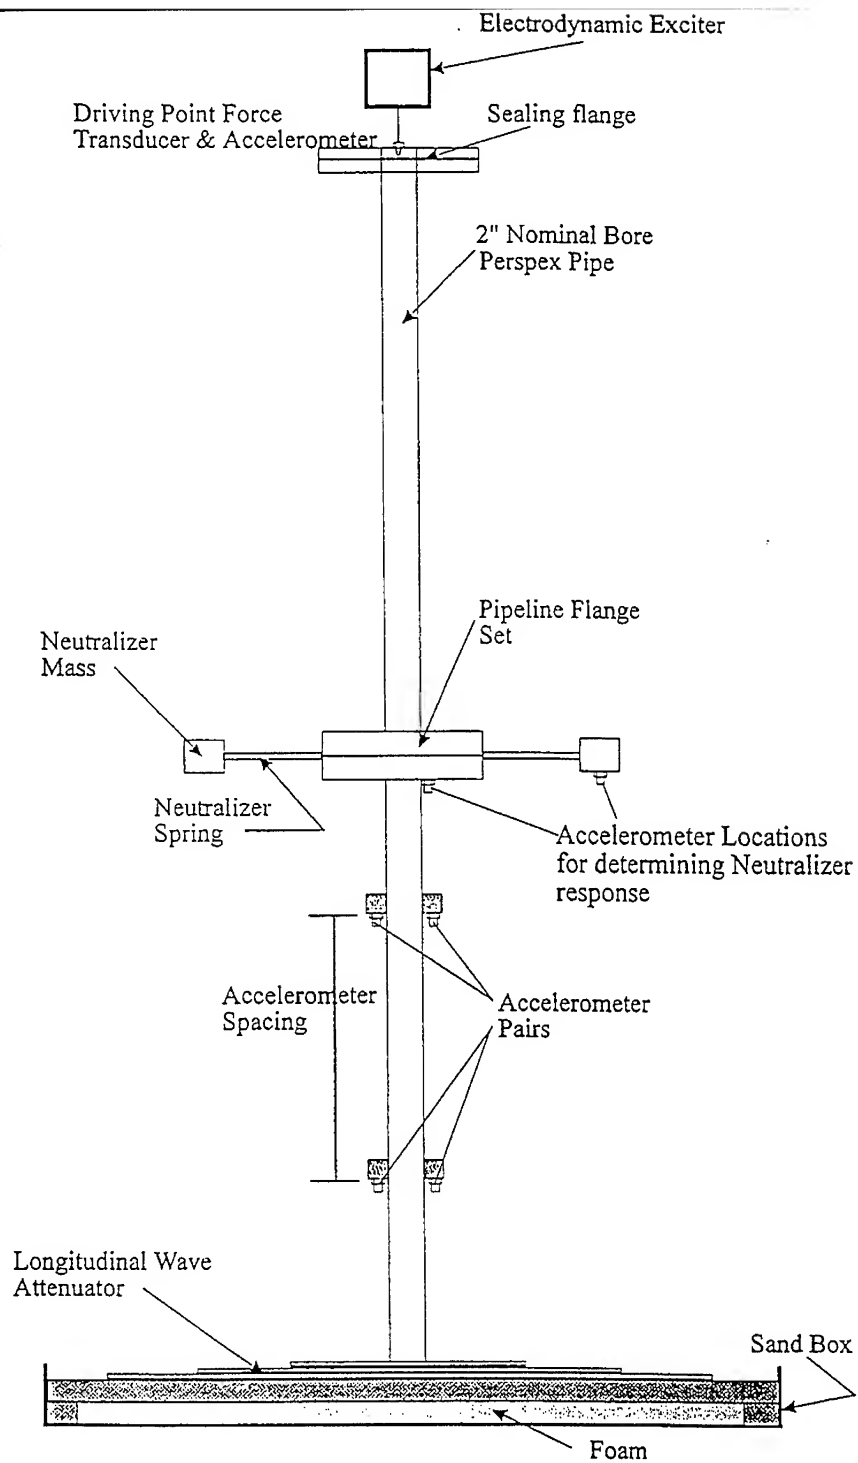 Electrodynamic Exciter
Driving Point Force
Transducer & Accelerometer
Sealing flange
2" Nominal Bore
Perspex Pipe
Pipeline Flange
Set
Neutralizer
Mass
Neutralizer
Spring
Accelerometer Locations
for determining Neutralizer
response
Accelerometer
Spacing
Accelerometer
Pairs
Longitudinal Wave
Attenuator
Sand Box
Foam